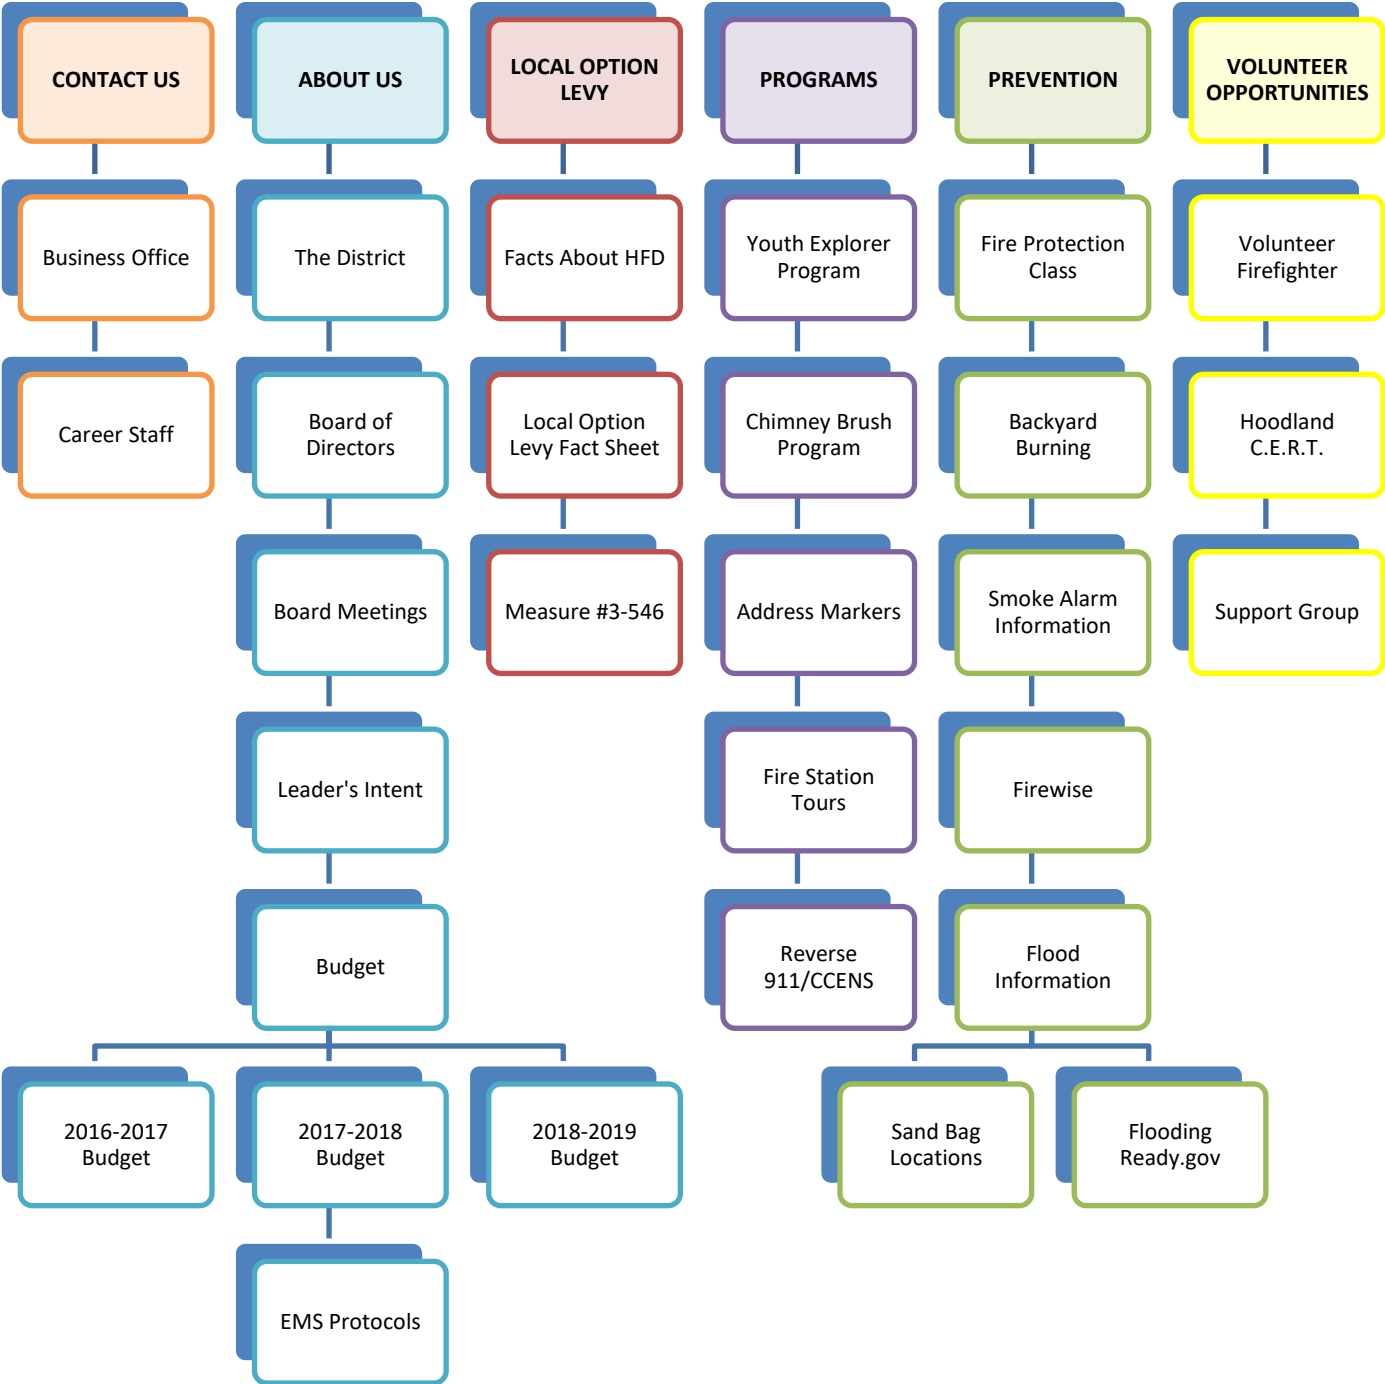 CONTACT US
ABOUT US
LOCAL OPTION
LEVY
PROGRAMS
PREVENTION
VOLUNTEER
OPPORTUNITIES
Business Office
The District
Facts About HFD
Youth Explorer
Program
Fire Protection
Class
Volunteer
Firefighter
Career Staff
Board of
Directors
Local Option
Levy Fact Sheet
Chimney Brush
Program
Backyard
Burning
Hoodland
C.E.R.T.
Board Meetings
Measure #3-546
Address Markers
Smoke Alarm
Information
Support Group
Leader's Intent
Fire Station
Tours
Firewise
Budget
Reverse
911/CCENS
Flood
Information
2016-2017
Budget
2017-2018
Budget
2018-2019
Budget
Sand Bag
Locations
Flooding
Ready.gov
EMS Protocols